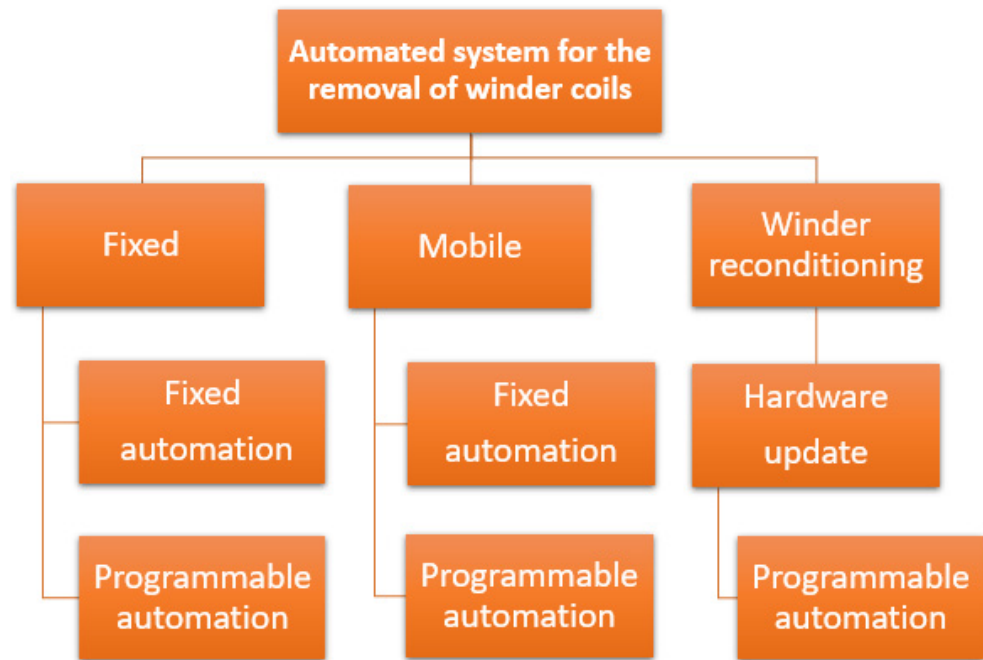 Automated system for the
removal of winder coils
Fixed
Mobile
Winder
reconditioning
Fixed
automation
Fixed
automation
Hardware
update
Programmable
automation
Programmable
automation
Programmable
automation